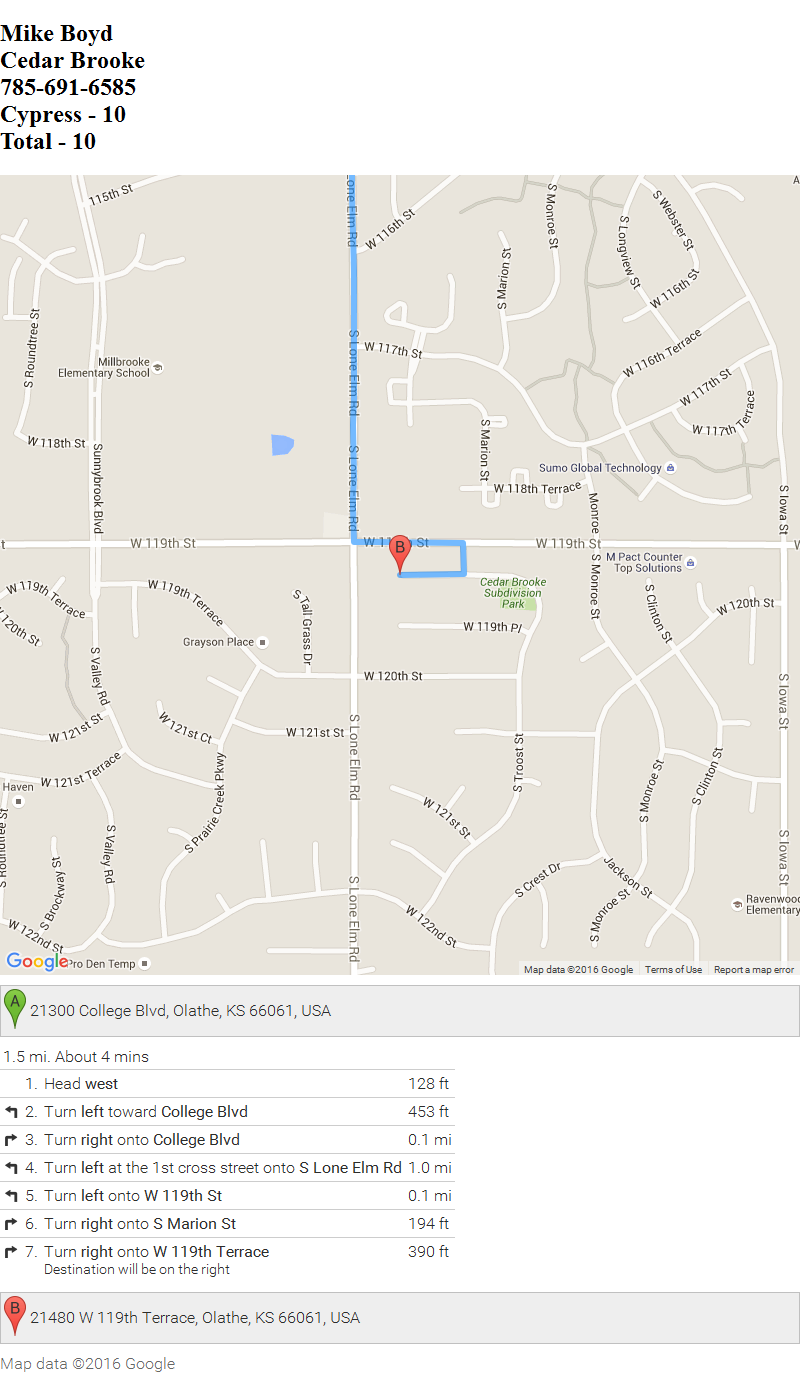 Mike Boyd
Cedar Brooke
785-691-6585
Cypress - 10
Total - 10
115th St
S Lone Elm Rd
W 116th St
S Monroe St
S Webster St
S Longview St
S Marion St
W 116th St
S Roundtree St
S Lone Elm Rd
W 117th St
W 116th Terrace
Millbrooke
Elementary School
W 117th St
W 117th Terrace
W 118th St
Sunnybrook Blvd
S Lone Elm Rd
S Marion St
Sumo Global Technology
W 118th Terrace
Monroe
S Iowa St
W 119th St
W 119th St
W 119th St
B
M Pact Counter
Top Solutions
W 119th Terrace
W 119th Terrace
S Tall Grass Dr
Cedar Brooke
Subdivision
Park
S Monroe St
S Clinton St
W 120th St
W 120th St
Grayson Place
W 119th Pl
S Valley Rd
W 120th St
S Iowa St
W 121st St
W 121st Ct
W 121st St
S Lone Elm Rd
S Troost St
W 121st Terrace
S Prairie Creek Pkwy
Haven
W 121st St
S Monroe St
S Clinton St
S Roundtree St
S Valley Rd
S Brockway St
S Lone Elm Rd
S Crest Dr
Jackson St
S Iowa St
S Monroe St
Ravenwood
Elementary
W 122nd St
W 122nd St
Google
Pro Den Temp
Map data ©2016 Google
Terms of Use
Report a map error
A
21300 College Blvd, Olathe, KS 66061, USA
1.5 mi. About 4 mins
1. Head west 128 ft
2. Turn left toward College Blvd 453 ft
3. Turn right onto College Blvd 0.1 mi
4. Turn left at the 1st cross street onto S Lone Elm Rd 1.0 mi
5. Turn left onto W 119th St 0.1 mi
6. Turn right onto S Marion St 194 ft
7. Turn right onto W 119th Terrace 390 ft
Destination will be on the right
B
21480 W 119th Terrace, Olathe, KS 66061, USA
Map data ©2016 Google